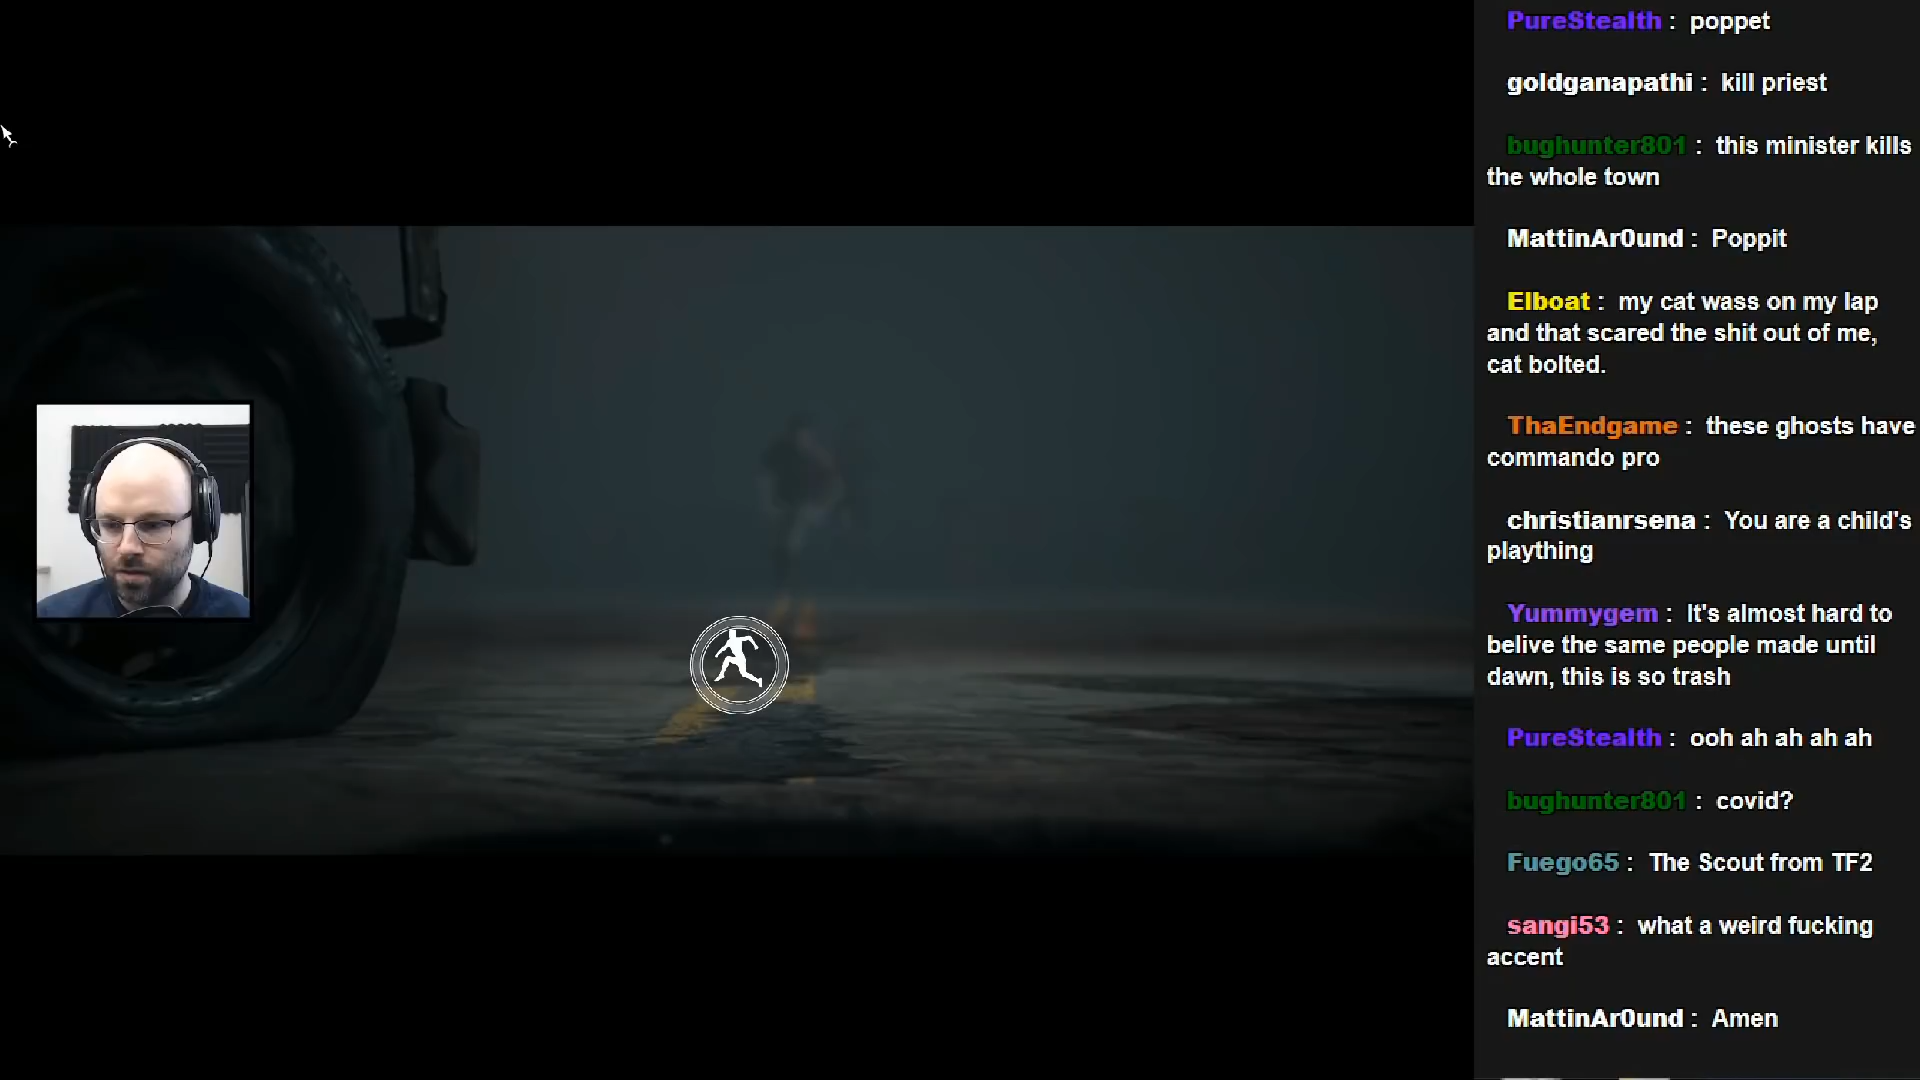 PureStealth : poppet
goldganapathi : kill priest
bughunter801 : this minister kills
the whole town
MattinAr0und : Poppit
Elboat : my cat wass on my lap
and that scared the shit out of me,
cat bolted.
ThaEndgame : these ghosts have
commando pro
christianrsena : You are a child's
plaything
Yummygem : It's almost hard to
belive the same people made until
dawn, this is so trash
PureStealth : ooh ah ah ah ah
bughunter801 : covid?
Fuego65 : The Scout from TF2
sangi53 : what a weird fucking
accent
MattinAr0und : Amen